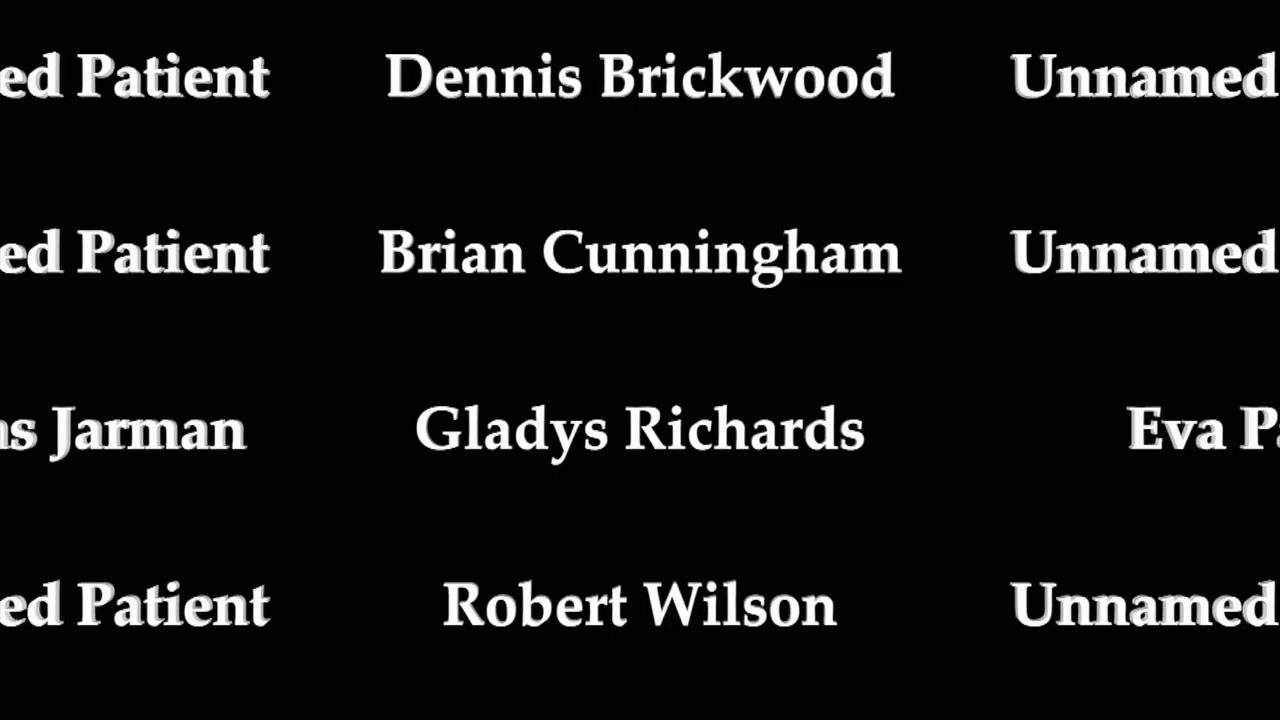 ed Patient Dennis Brickwood Unnamed
ed Patient Brian Cunningham Unnamed
s Jarman Gladys Richards Eva Pa
ed Patient Robert Wilson Unnamed